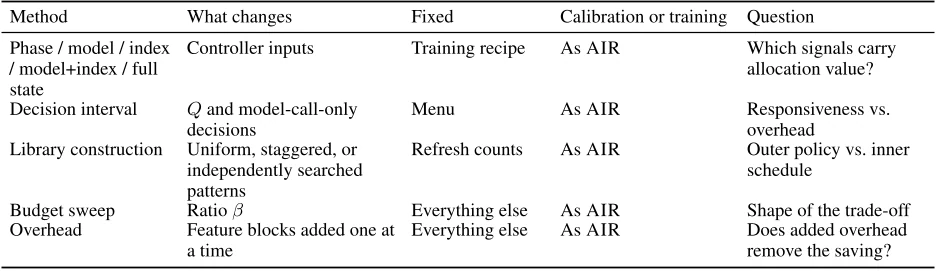 Method What changes Fixed Calibration or training Question
Phase / model / index Controller inputs Training recipe As AIR Which signals carry
/ model+index / full allocation value?
state
Decision interval Q and model-call-only Menu As AIR Responsiveness vs.
decisions overhead
Library construction Uniform, staggered, or Refresh counts As AIR Outer policy vs. inner
independently searched schedule
patterns
Budget sweep Ratio β Everything else As AIR Shape of the trade-off
Overhead Feature blocks added one at Everything else As AIR Does added overhead
a time remove the saving?